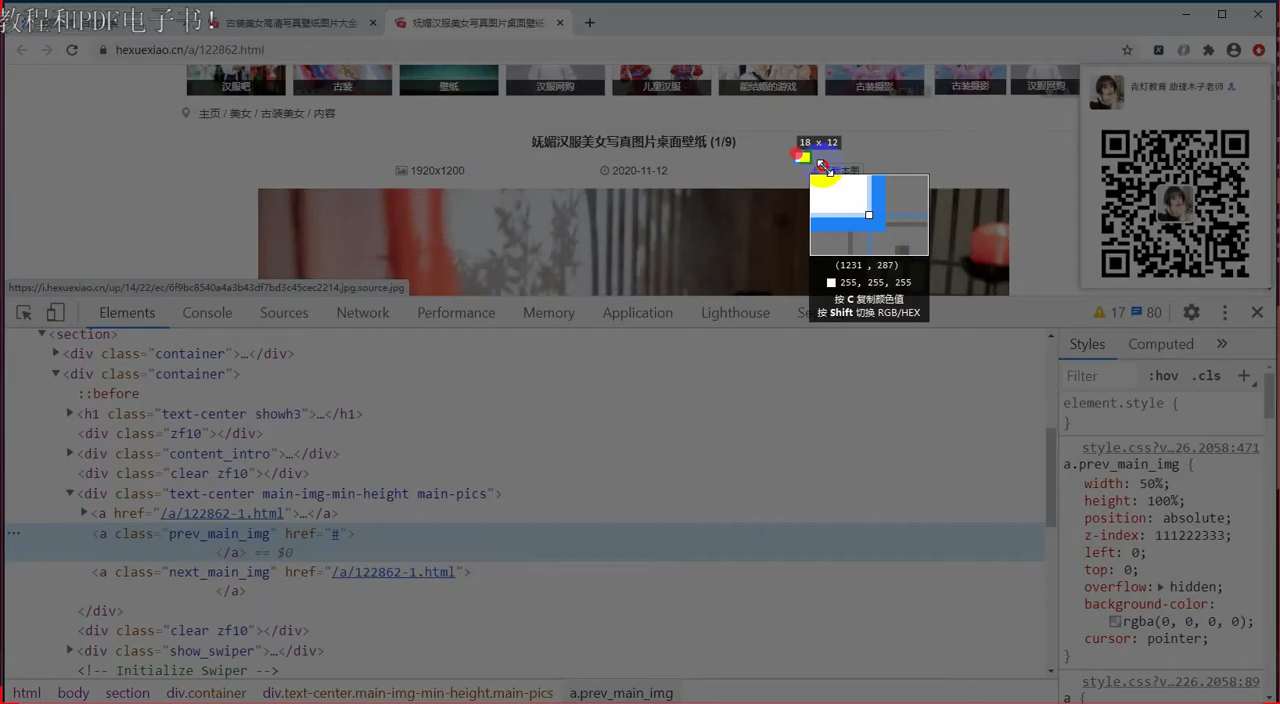 教程和PDF电子书!
古装美女高清写真壁纸图片大全
妩媚汉服美女写真图片桌面壁纸
hexuexiao.cn/a/122862.html
汉服吧
古装
壁纸
汉服网购
儿童汉服
能结婚的游戏
古装摄影
古装摄影
汉服网购
青灯教育 助理木子老师
主页 / 美女 / 古装美女 / 内容
妩媚汉服美女写真图片桌面壁纸 (1/9)
1920x1200
2020-11-12
18 x 12
(1231 , 287)
255, 255, 255
按 C 复制颜色值
按 Shift 切换 RGB/HEX
https://i.hexuexiao.cn/up/14/22/ec/6f9bc8540a4a3b43df7bd3c45cec2214.jpg.source.jpg
Elements
Console
Sources
Network
Performance
Memory
Application
Lighthouse
17
80
<section>
<div class="container">…</div>
<div class="container">
::before
<h1 class="text-center showh3">…</h1>
<div class="zf10"></div>
<div class="content_intro">…</div>
<div class="clear zf10"></div>
<div class="text-center main-img-min-height main-pics">
<a href="/a/122862-1.html">…</a>
<a class="prev_main_img" href="#">
</a> == $0
<a class="next_main_img" href="/a/122862-1.html">
</a>
</div>
<div class="clear zf10"></div>
<div class="show_swiper">…</div>
<!-- Initialize Swiper -->
html body section div.container div.text-center.main-img-min-height.main-pics a.prev_main_img
Styles
Computed
Filter
:hov .cls +
element.style {
}
style.css?v…26.2058:471
a.prev_main_img {
width: 50%;
height: 100%;
position: absolute;
z-index: 111222333;
left: 0;
top: 0;
overflow: hidden;
background-color:
rgba(0, 0, 0, 0);
cursor: pointer;
}
style.css?v…226.2058:89
a {